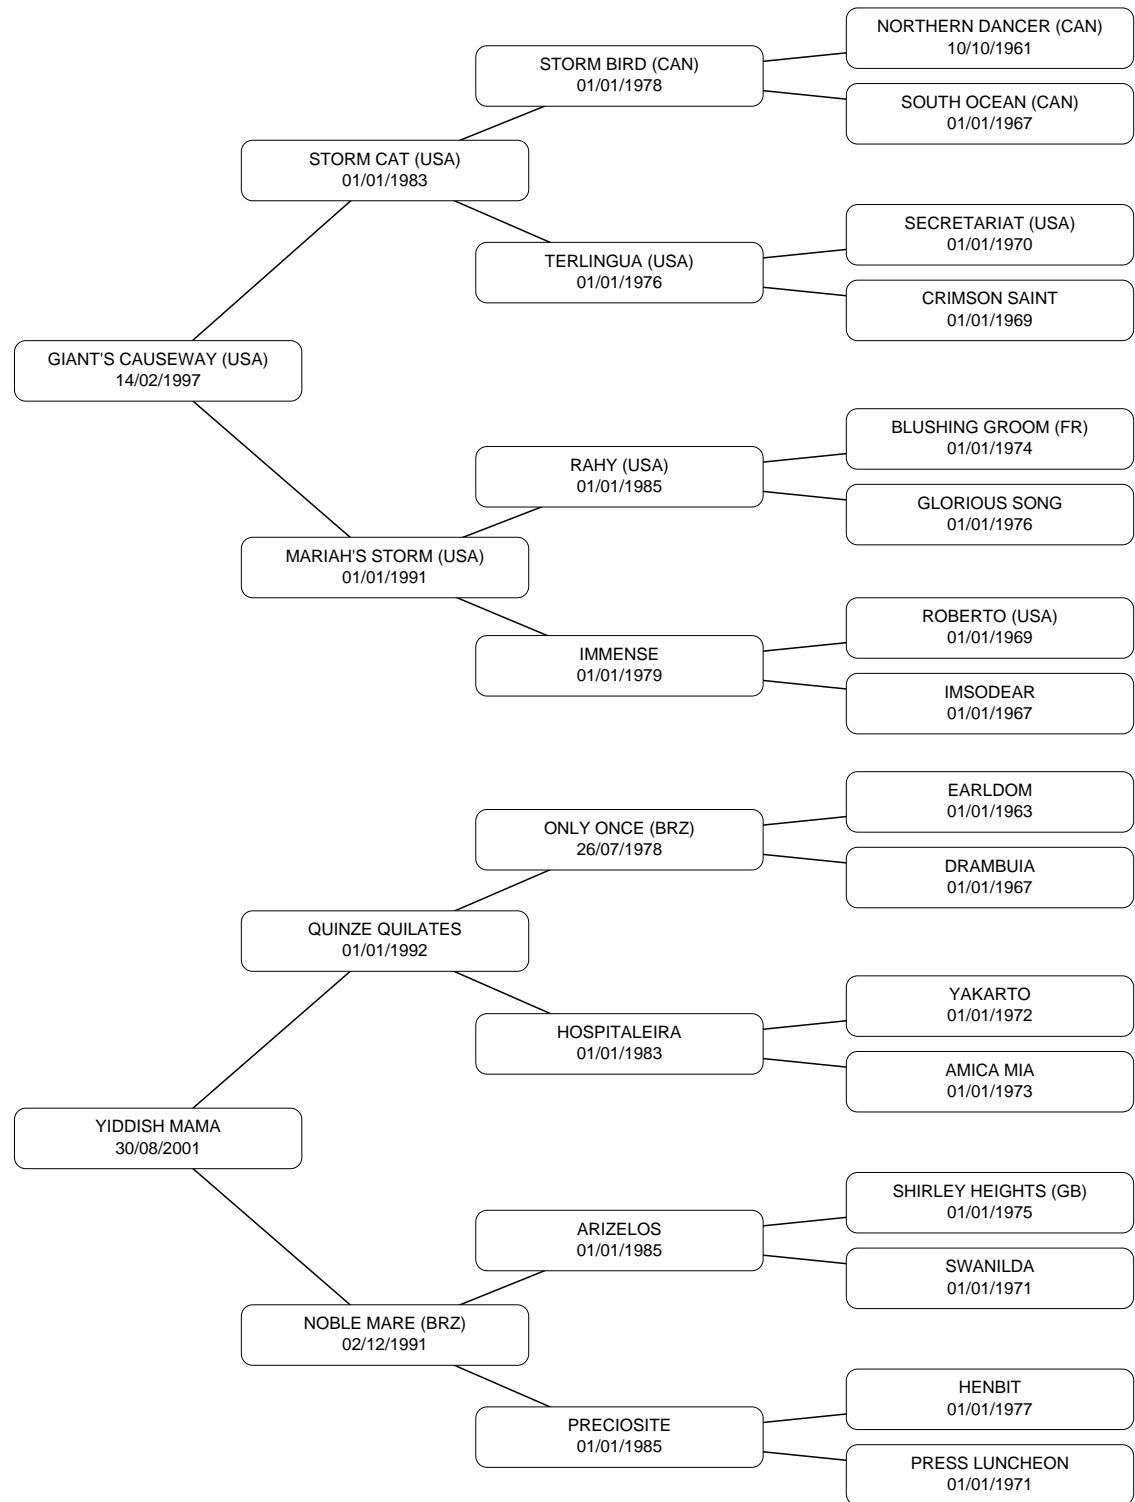 NORTHERN DANCER (CAN)
10/10/1961
STORM BIRD (CAN)
01/01/1978
SOUTH OCEAN (CAN)
01/01/1967
STORM CAT (USA)
01/01/1983
SECRETARIAT (USA)
01/01/1970
TERLINGUA (USA)
01/01/1976
CRIMSON SAINT
01/01/1969
GIANT'S CAUSEWAY (USA)
14/02/1997
BLUSHING GROOM (FR)
01/01/1974
RAHY (USA)
01/01/1985
GLORIOUS SONG
01/01/1976
MARIAH'S STORM (USA)
01/01/1991
ROBERTO (USA)
01/01/1969
IMMENSE
01/01/1979
IMSODEAR
01/01/1967
EARLDOM
01/01/1963
ONLY ONCE (BRZ)
26/07/1978
DRAMBUIA
01/01/1967
QUINZE QUILATES
01/01/1992
YAKARTO
01/01/1972
HOSPITALEIRA
01/01/1983
AMICA MIA
01/01/1973
YIDDISH MAMA
30/08/2001
SHIRLEY HEIGHTS (GB)
01/01/1975
ARIZELOS
01/01/1985
SWANILDA
01/01/1971
NOBLE MARE (BRZ)
02/12/1991
HENBIT
01/01/1977
PRECIOSITE
01/01/1985
PRESS LUNCHEON
01/01/1971